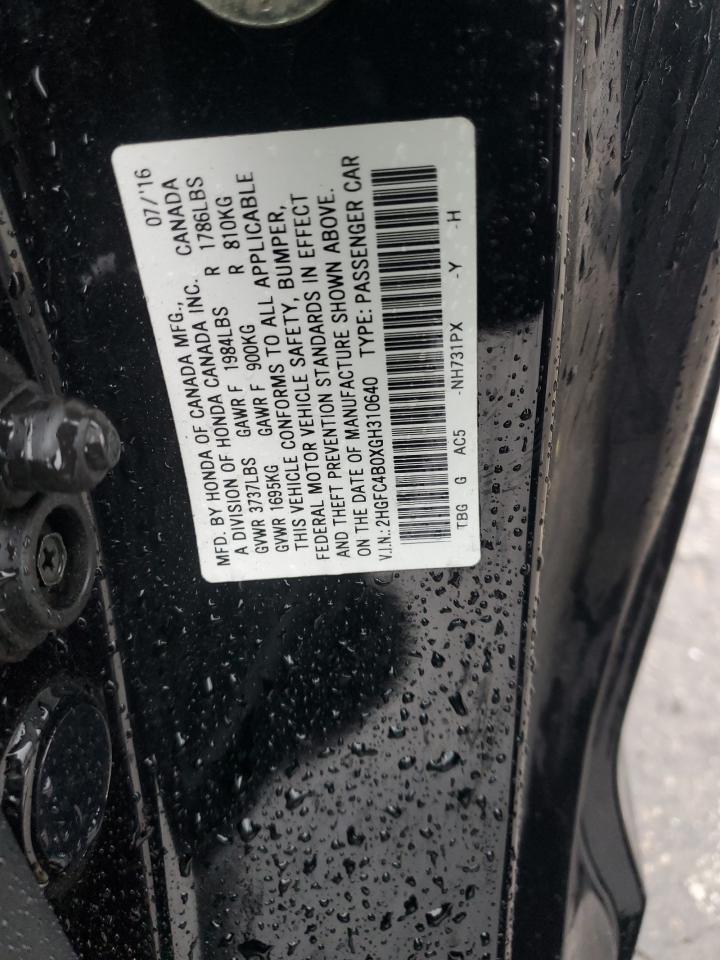 MFD. BY HONDA OF CANADA MFG., 07/'16
A DIVISION OF HONDA CANADA INC. CANADA
GVWR 3737LBS GAWR F 1984LBS R 1786LBS
GVWR 1695KG GAWR F 900KG R 810KG
THIS VEHICLE CONFORMS TO ALL APPLICABLE
FEDERAL MOTOR VEHICLE SAFETY, BUMPER,
AND THEFT PREVENTION STANDARDS IN EFFECT
ON THE DATE OF MANUFACTURE SHOWN ABOVE.
V.I.N.: 2HGFC4B0XGH310640 TYPE: PASSENGER CAR
TBG G AC5 -NH731PX -Y -H